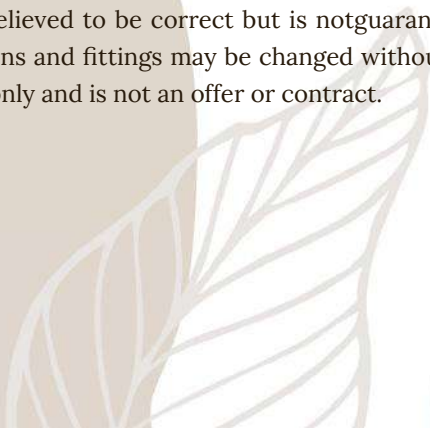 elieved to be correct but is notguaran
ns and fittings may be changed withou
only and is not an offer or contract.